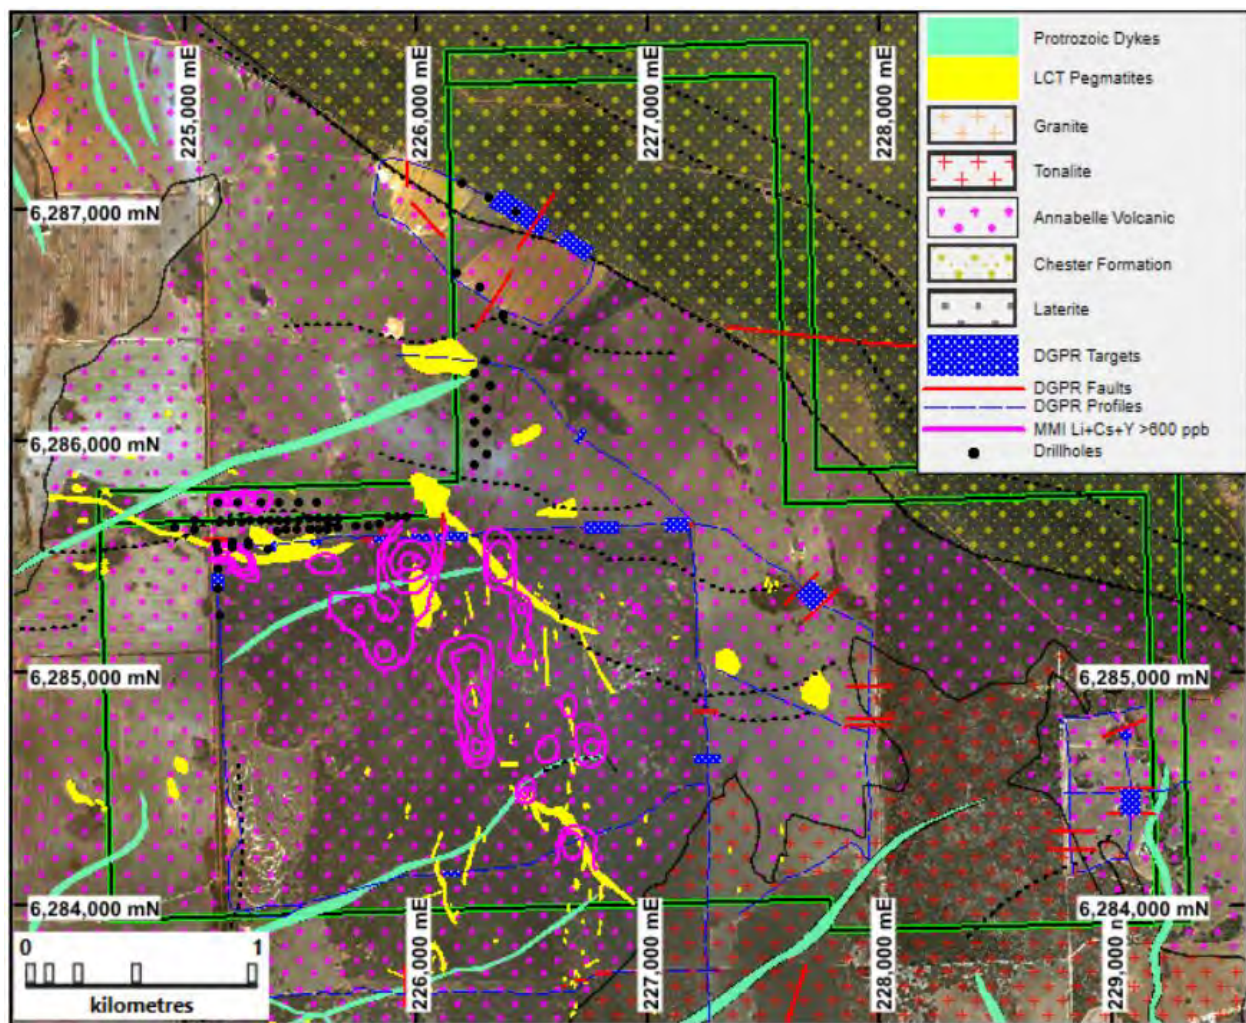 225,000 mE
226,000 mE
227,000 mE
228,000 mE
Protrozoic Dykes
LCT Pegmatites
Granite
Tonalite
Annabelle Volcanic
Chester Formation
Laterite
DGPR Targets
DGPR Faults
DGPR Profiles
MMI Li+Cs+Y >600 ppb
Drillholes
6,287,000 mN
6,286,000 mN
6,285,000 mN
6,285,000 mN
6,284,000 mN
6,284,000 mN
0 1
kilometres
226,000 mE
227,000 mE
228,000 mE
229,000 mE